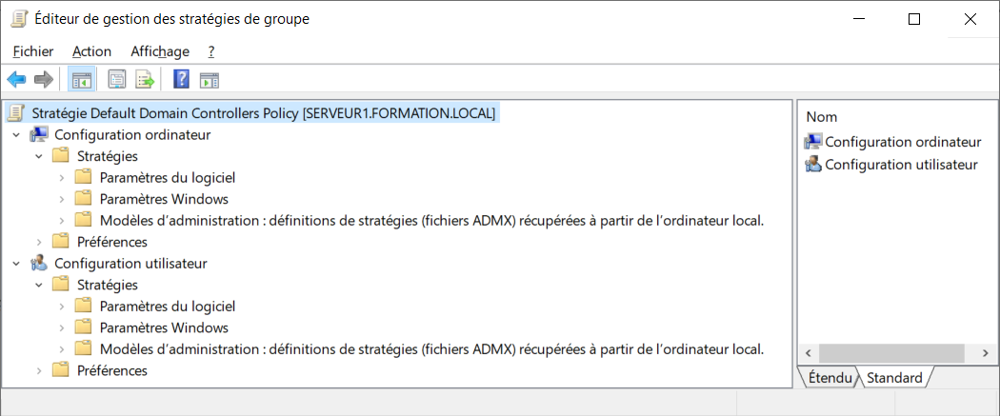 Éditeur de gestion des stratégies de groupe
Fichier Action Affichage ?
Stratégie Default Domain Controllers Policy [SERVEUR1.FORMATION.LOCAL]
Configuration ordinateur
Stratégies
Paramètres du logiciel
Paramètres Windows
Modèles d’administration : définitions de stratégies (fichiers ADMX) récupérées à partir de l’ordinateur local.
Préférences
Configuration utilisateur
Stratégies
Paramètres du logiciel
Paramètres Windows
Modèles d’administration : définitions de stratégies (fichiers ADMX) récupérées à partir de l’ordinateur local.
Préférences
Nom
Configuration ordinateur
Configuration utilisateur
Étendu Standard